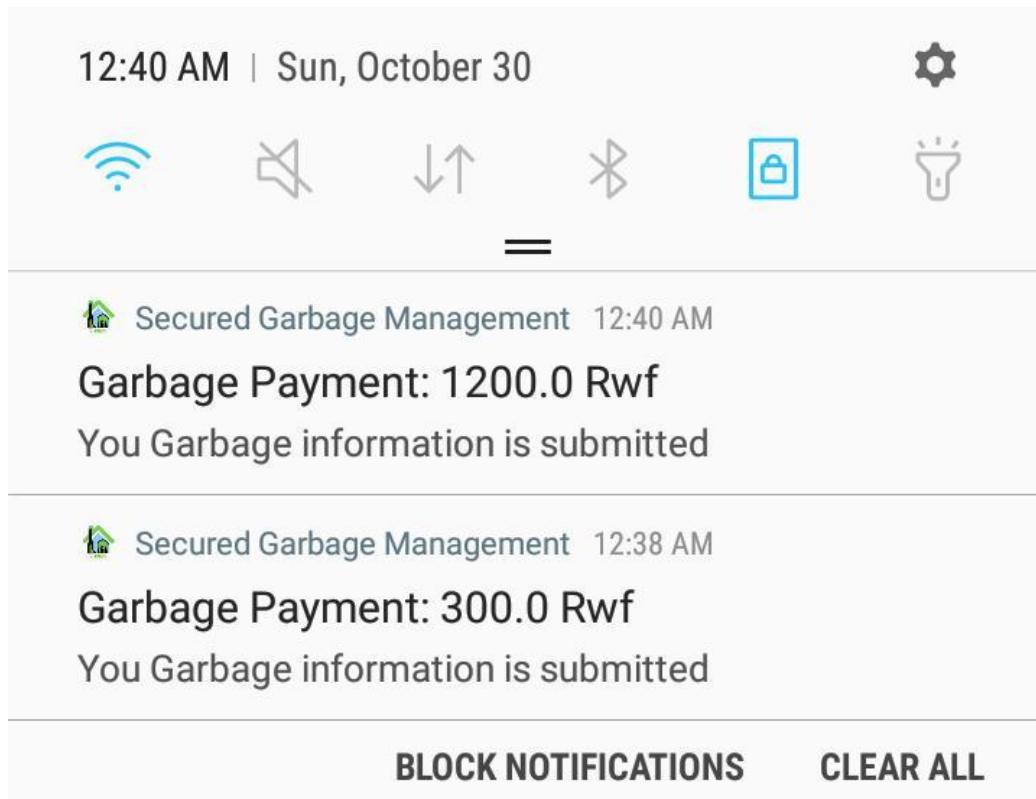 12:40 AM | Sun, October 30
Secured Garbage Management 12:40 AM
Garbage Payment: 1200.0 Rwf
You Garbage information is submitted
Secured Garbage Management 12:38 AM
Garbage Payment: 300.0 Rwf
You Garbage information is submitted
BLOCK NOTIFICATIONS CLEAR ALL